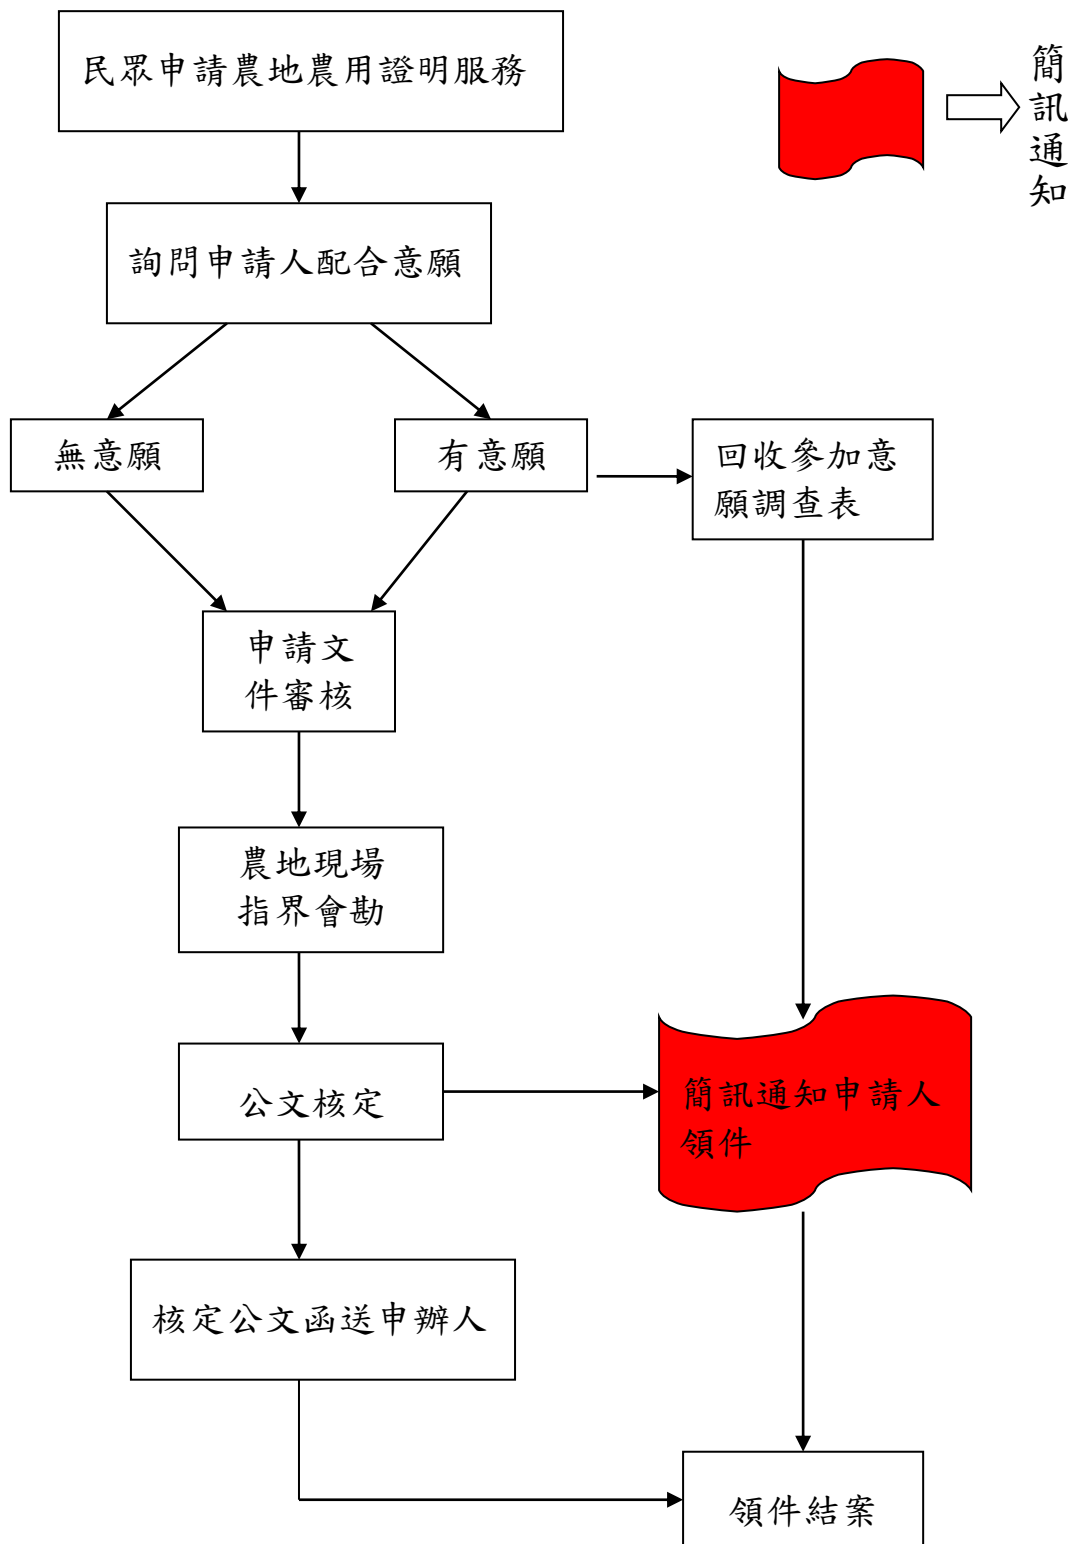 民眾申請農地農用證明服務
簡訊通知
詢問申請人配合意願
無意願
有意願
回收參加意
願調查表
申請文
件審核
農地現場
指界會勘
公文核定
簡訊通知申請人
領件
核定公文函送申辦人
領件結案